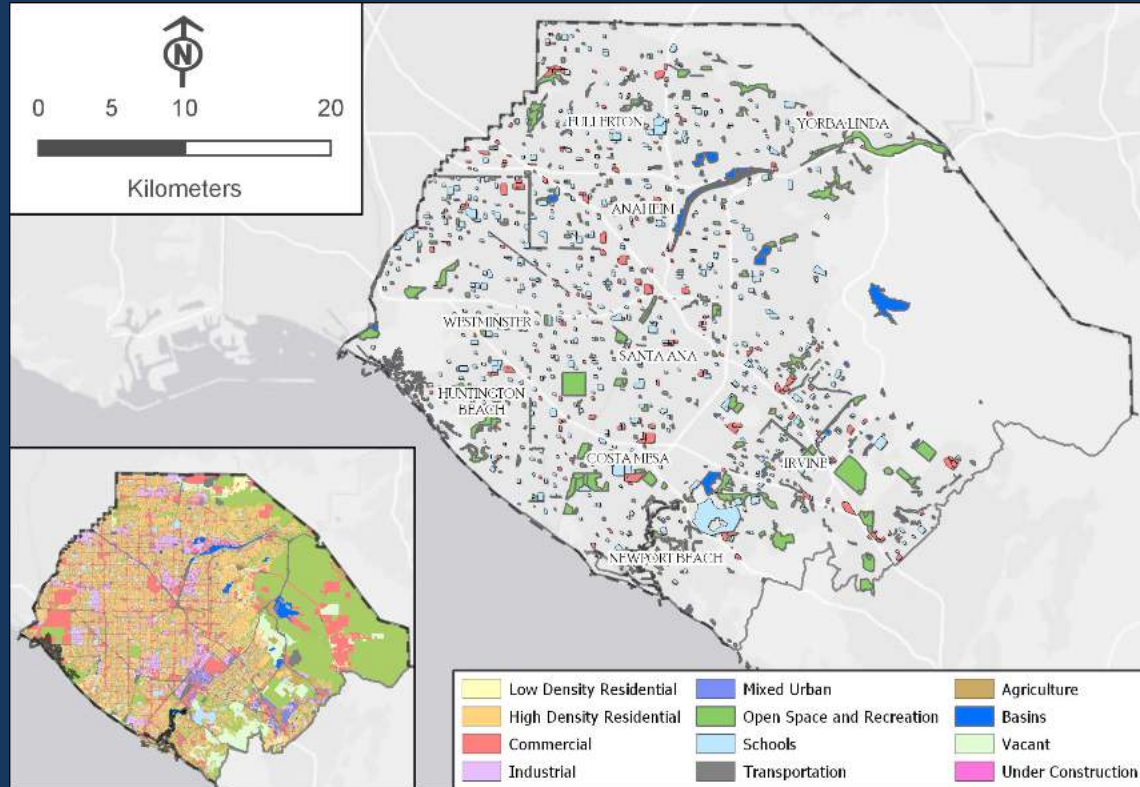 N
0 5 10 20
Kilometers
FULLERTON
YORBA LINDA
ANAHEIM
WESTMINSTER
SANTA ANA
HUNTINGTON
BEACH
COSTA MESA
IRVINE
NEWPORT BEACH
Low Density Residential
High Density Residential
Commercial
Industrial
Mixed Urban
Open Space and Recreation
Schools
Transportation
Agriculture
Basins
Vacant
Under Construction